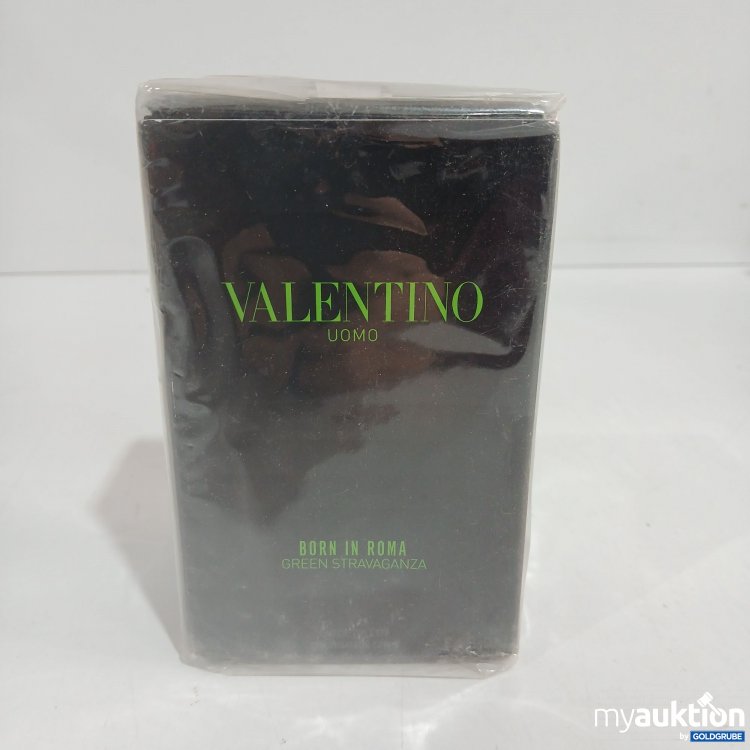 VALENTINO
UOMO
BORN IN ROMA
GREEN STRAVAGANZA
myauktion
by GOLDGRUBE